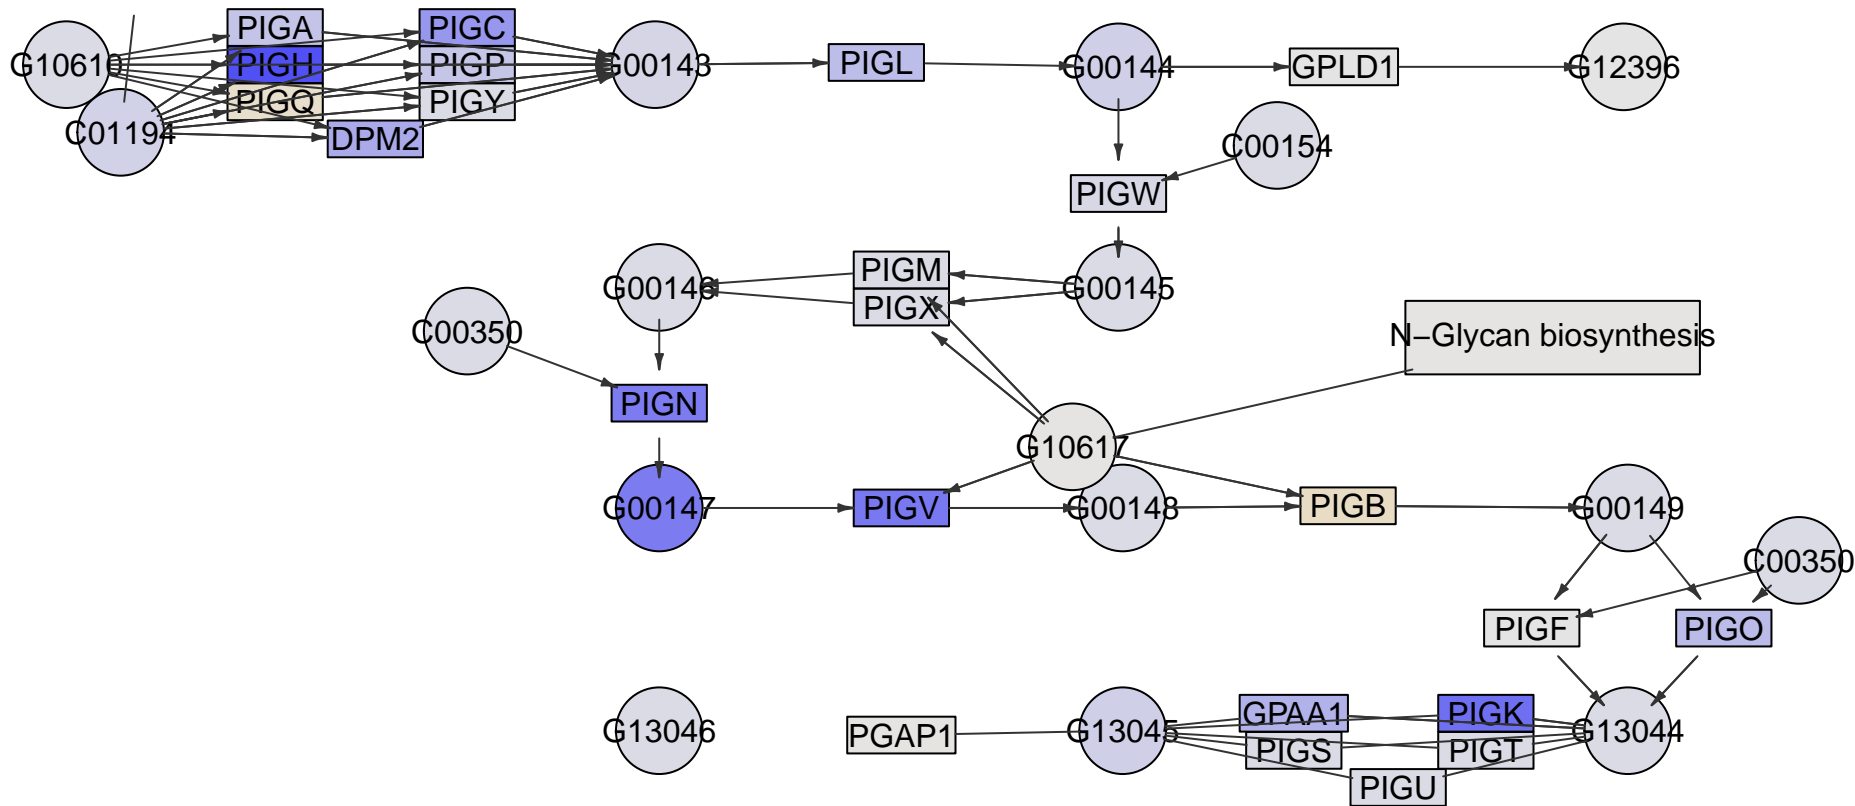 PIGA
PIGC
G10610
PIGH
PIGP
G00143
PIGL
G00144
GPLD1
G12396
PIGQ
PIGY
C01194
DPM2
C00154
PIGW
PIGM
G00146
G00145
PIGX
C00350
N−Glycan biosynthesis
PIGN
G10617
G00147
PIGV
G00148
PIGB
G00149
C00350
PIGF
PIGO
GPAA1
PIGK
G13046
PGAP1
G13045
G13044
PIGS
PIGT
PIGU